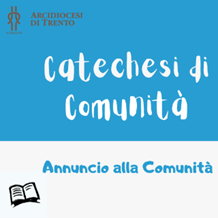 ARCIDIOCESI
DI TRENTO
Catechesi di
Comunità
Annuncio alla Comunità